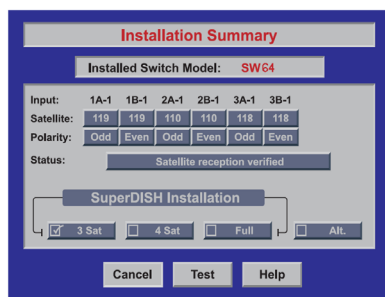 Installation Summary
Installed Switch Model: SW64
Input: 1A-1 1B-1 2A-1 2B-1 3A-1 3B-1
Satellite: 119 119 110 110 118 118
Polarity: Odd Even Odd Even Odd Even
Status: Satellite reception verified
SuperDISH Installation
3 Sat 4 Sat Full Alt.
Cancel Test Help